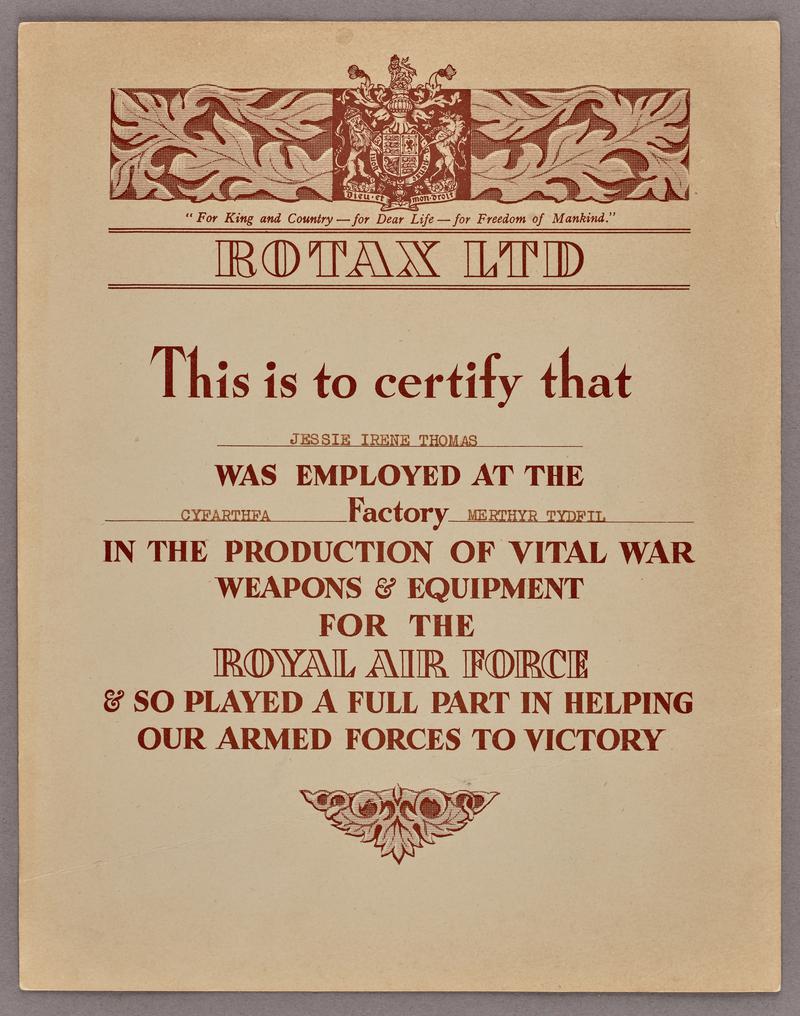 Dieu·et mon·droit
“For King and Country — for Dear Life — for Freedom of Mankind.”
ROTAX LTD
This is to certify that
JESSIE IRENE THOMAS
WAS EMPLOYED AT THE
CYFARTHFA Factory MERTHYR TYDFIL
IN THE PRODUCTION OF VITAL WAR
WEAPONS & EQUIPMENT
FOR THE
ROYAL AIR FORCE
& SO PLAYED A FULL PART IN HELPING
OUR ARMED FORCES TO VICTORY